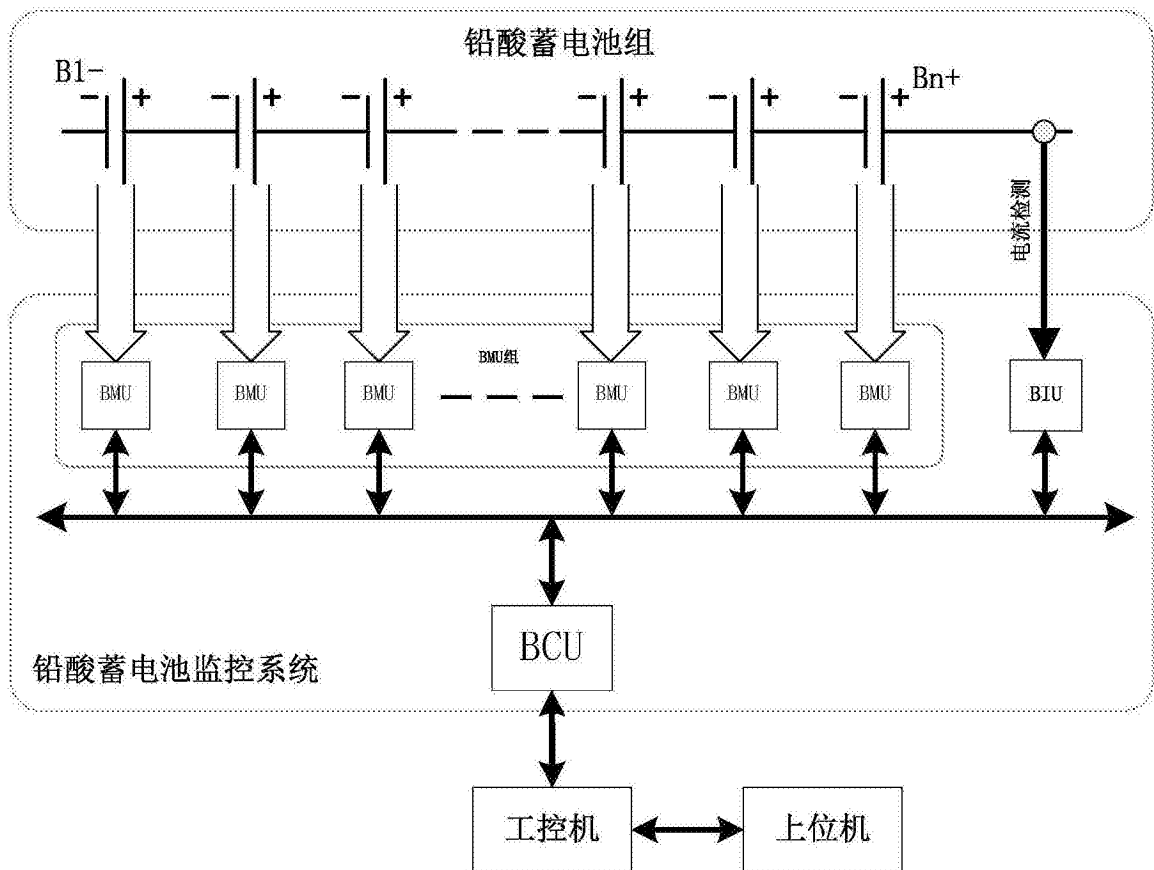 铅酸蓄电池组
B1-
Bn+
- +
- +
- +
- +
- +
- +
电流检测
BMU组
BMU
BMU
BMU
BMU
BMU
BMU
BIU
BCU
铅酸蓄电池监控系统
工控机
上位机